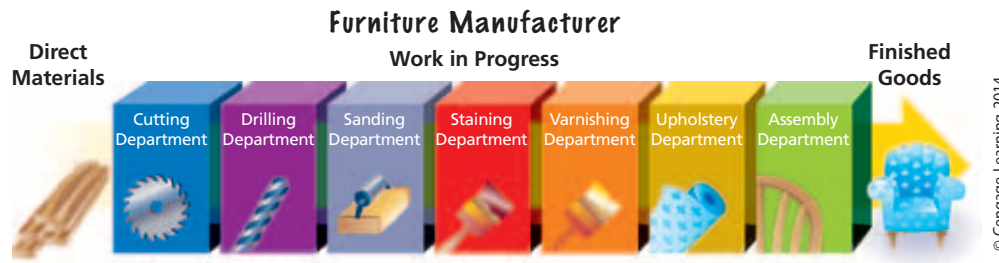 Furniture Manufacturer
Direct
Materials
Work in Progress
Finished
Goods
Cutting
Department
Drilling
Department
Sanding
Department
Staining
Department
Varnishing
Department
Upholstery
Department
Assembly
Department
© Cengage Learning 2014